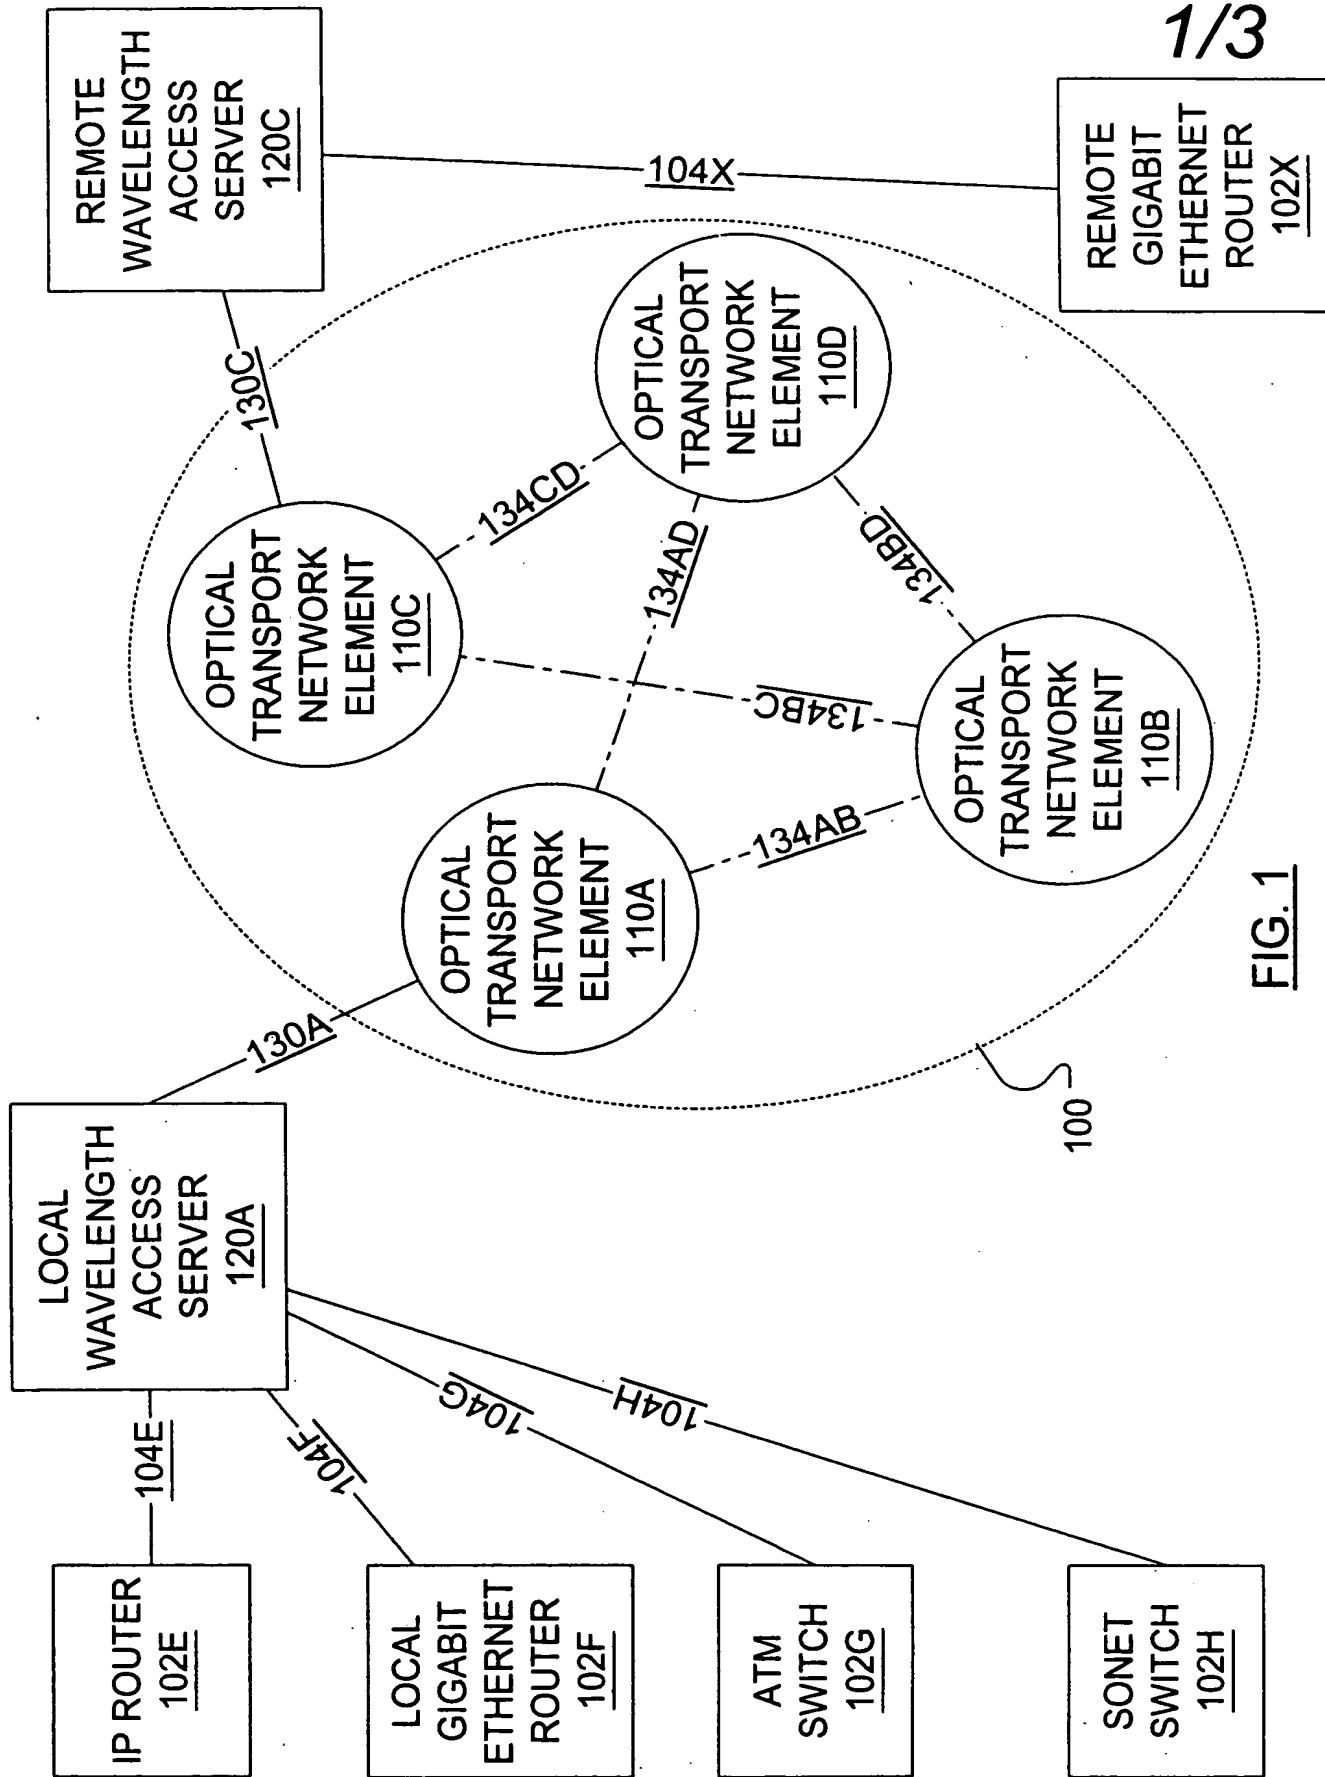 1/3
IP ROUTER
102E
LOCAL
GIGABIT
ETHERNET
ROUTER
102F
ATM
SWITCH
102G
SONET
SWITCH
102H
104E
104F
104G
104H
LOCAL
WAVELENGTH
ACCESS
SERVER
120A
130A
100
OPTICAL
TRANSPORT
NETWORK
ELEMENT
110A
134AB
OPTICAL
TRANSPORT
NETWORK
ELEMENT
110B
134BC
134AD
134BD
OPTICAL
TRANSPORT
NETWORK
ELEMENT
110C
134CD
OPTICAL
TRANSPORT
NETWORK
ELEMENT
110D
130C
REMOTE
WAVELENGTH
ACCESS
SERVER
120C
104X
REMOTE
GIGABIT
ETHERNET
ROUTER
102X
FIG. 1